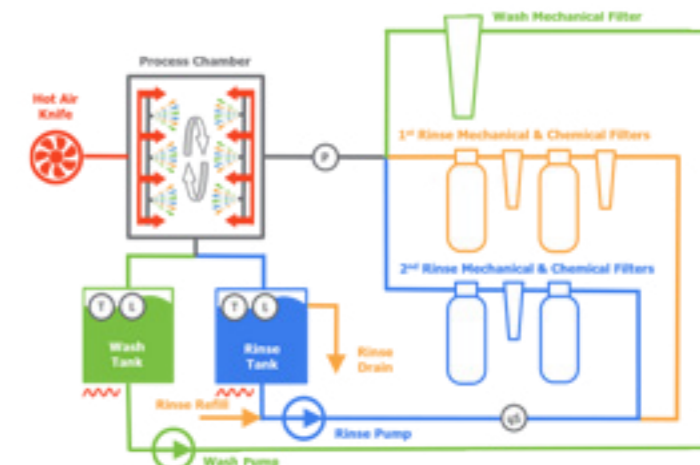 Wash Mechanical Filter
Process Chamber
Hot Air
Knife
P
1st Rinse Mechanical & Chemical Filters
2nd Rinse Mechanical & Chemical Filters
T L
T L
Wash
Tank
Rinse
Tank
Rinse
Drain
Rinse Refill
Rinse Pump
Wash Pump